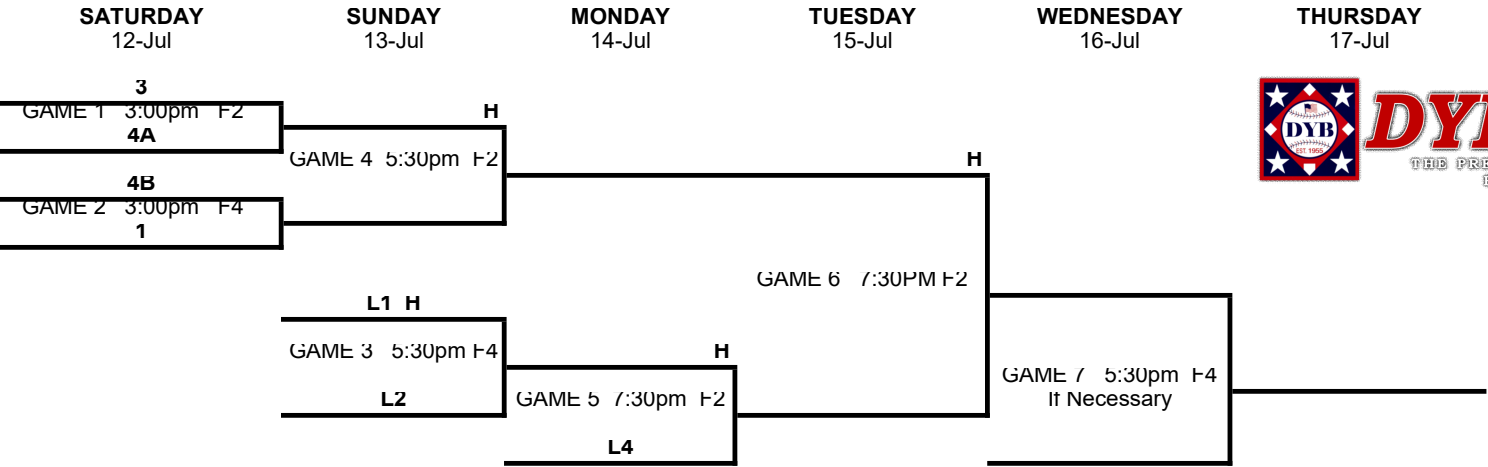 SATURDAY SUNDAY MONDAY TUESDAY WEDNESDAY THURSDAY
12-Jul 13-Jul 14-Jul 15-Jul 16-Jul 17-Jul
3
GAME 1 3:00pm F2
H
4A
GAME 4 5:30pm F2
H
4B
GAME 2 3:00pm F4
1
GAME 6 7:30PM F2
L1 H
GAME 3 5:30pm F4
H
GAME 7 5:30pm F4
If Necessary
L2
GAME 5 7:30pm F2
L4
DYB
EST. 1955
THE